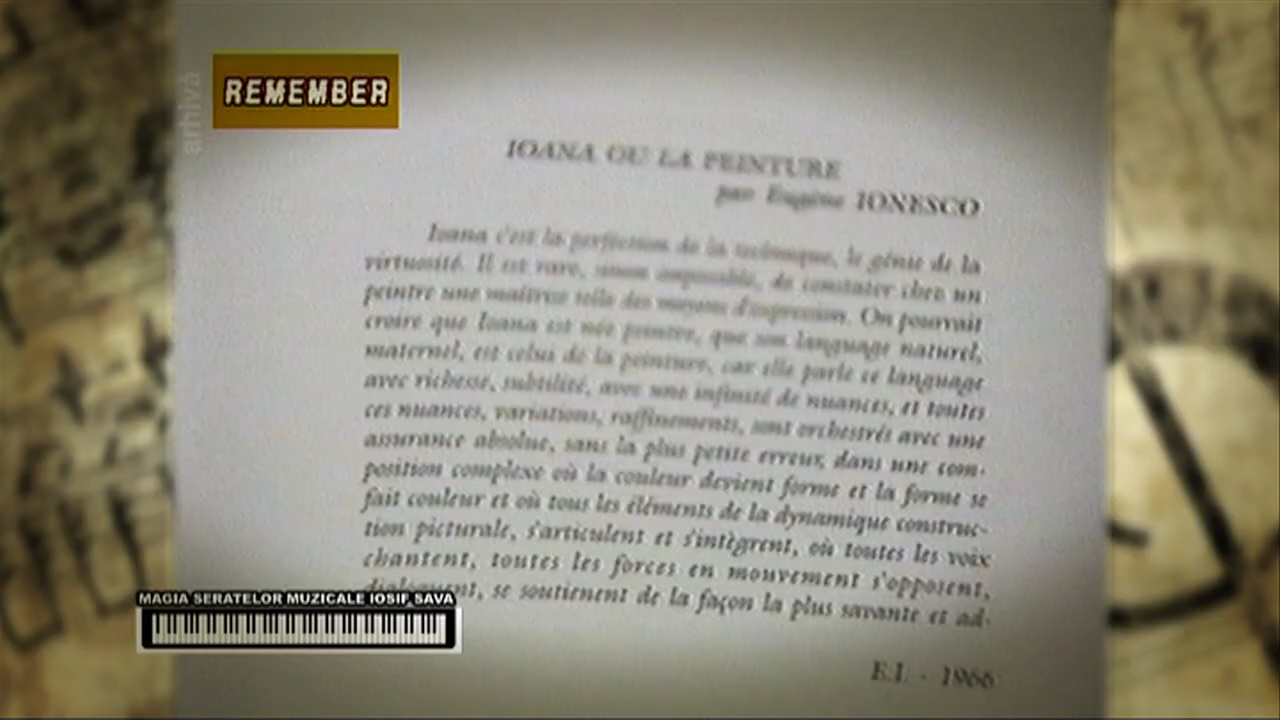 arhivă
REMEMBER
IOANA OU LA PEINTURE
par Eugène IONESCO
Ioana c'est la perfection de la technique, le génie de la
virtuosité. Il est rare, sinon impossible, de constater chez un
peintre une maîtrise telle des moyens d'expression. On pouvait
croire que Ioana est née peintre, que son language naturel,
maternel, est celui de la peinture, car elle parle ce language
avec richesse, subtilité, avec une infinité de nuances, et toutes
ces nuances, variations, raffinements, sont orchestrés avec une
assurance absolue, sans la plus petite erreur, dans une com-
position complexe où la couleur devient forme et la forme se
fait couleur et où tous les éléments de la dynamique construc-
tion picturale, s'articulent et s'intègrent, où toutes les voix
chantent, toutes les forces en mouvement s'opposent,
dialoguent, se soutienent de la façon la plus savante et ad-
E.I. - 1966
MAGIA SERATELOR MUZICALE IOSIF SAVA